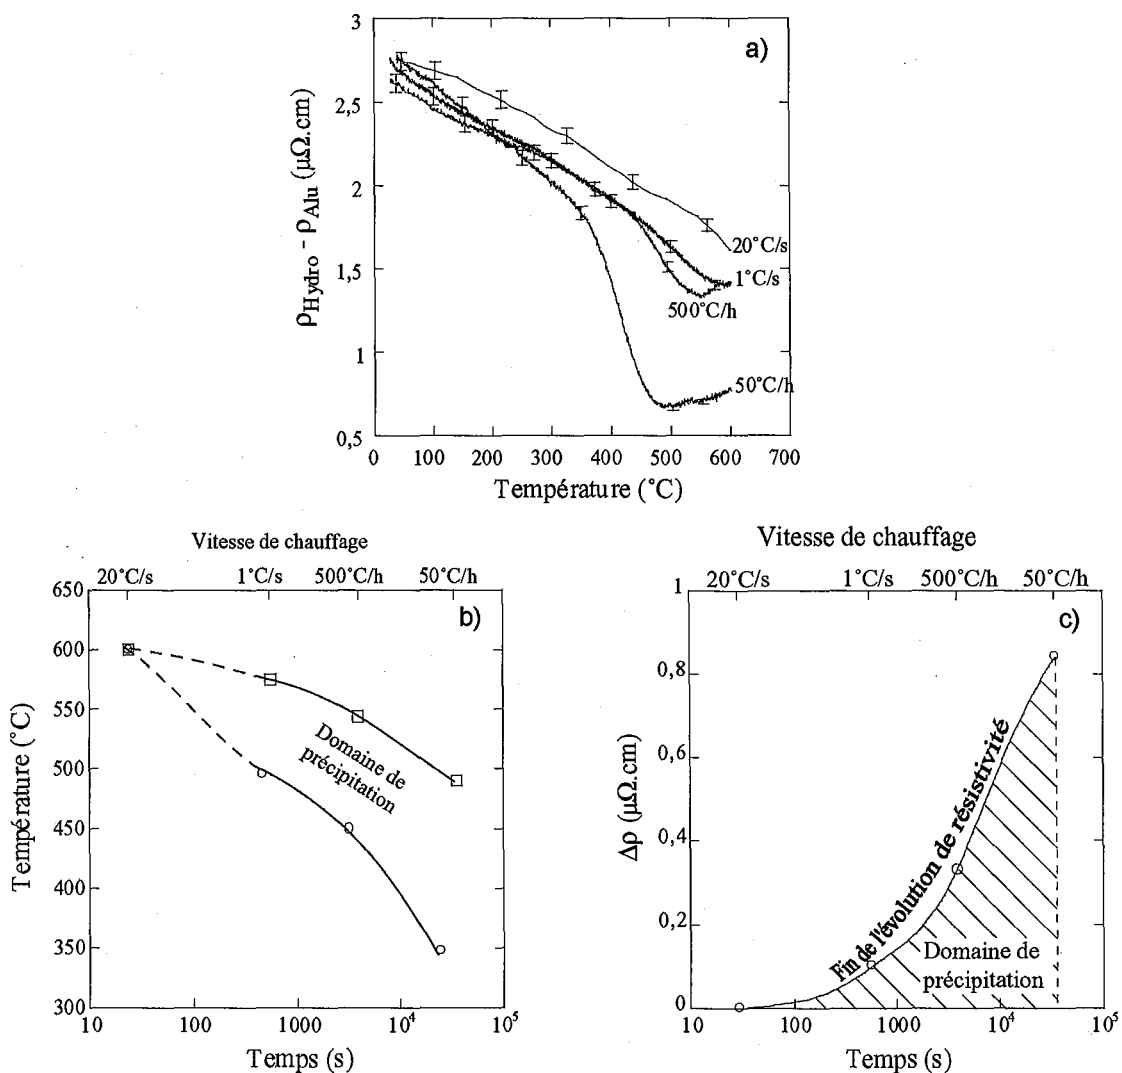 a)
3
2,5
2
1,5
1
0,5
ρHydro - ρAlu (μΩ.cm)
20°C/s
1°C/s
500°C/h
50°C/h
0 100 200 300 400 500 600 700
Température (°C)
Vitesse de chauffage
20°C/s 1°C/s 500°C/h 50°C/h
b)
650
600
550
500
450
400
350
300
Température (°C)
Domaine de
précipitation
10 100 1000 10⁴ 10⁵
Temps (s)
Vitesse de chauffage
20°C/s 1°C/s 500°C/h 50°C/h
c)
1
0,8
0,6
0,4
0,2
0
Δρ (μΩ.cm)
Fin de l'évolution de résistivité
Domaine de
précipitation
10 100 1000 10⁴ 10⁵
Temps (s)